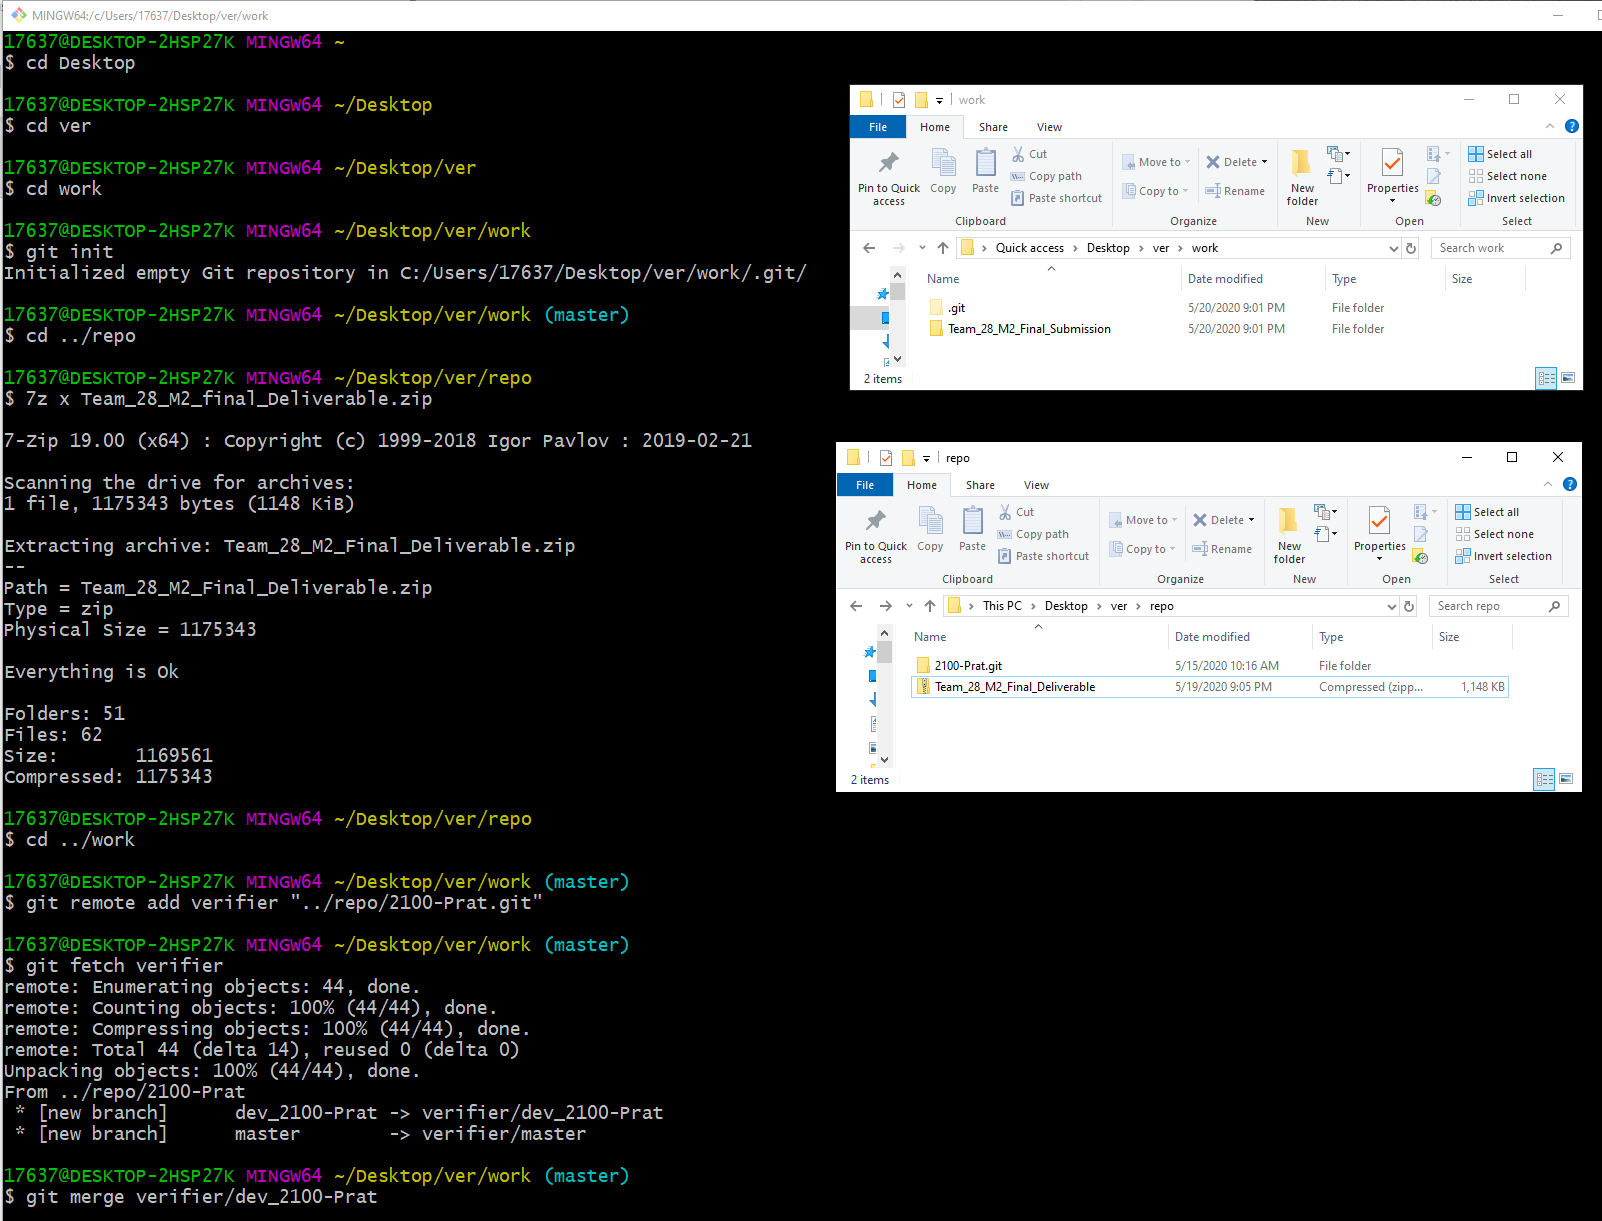 MINGW64:/c/Users/17637/Desktop/ver/work
17637@DESKTOP-2HSP27K MINGW64 ~
$ cd Desktop
17637@DESKTOP-2HSP27K MINGW64 ~/Desktop
$ cd ver
17637@DESKTOP-2HSP27K MINGW64 ~/Desktop/ver
$ cd work
17637@DESKTOP-2HSP27K MINGW64 ~/Desktop/ver/work
$ git init
Initialized empty Git repository in C:/Users/17637/Desktop/ver/work/.git/
17637@DESKTOP-2HSP27K MINGW64 ~/Desktop/ver/work (master)
$ cd ../repo
17637@DESKTOP-2HSP27K MINGW64 ~/Desktop/ver/repo
$ 7z x Team_28_M2_final_Deliverable.zip
7-Zip 19.00 (x64) : Copyright (c) 1999-2018 Igor Pavlov : 2019-02-21
Scanning the drive for archives:
1 file, 1175343 bytes (1148 KiB)
Extracting archive: Team_28_M2_Final_Deliverable.zip
--
Path = Team_28_M2_Final_Deliverable.zip
Type = zip
Physical Size = 1175343
Everything is Ok
Folders: 51
Files: 62
Size: 1169561
Compressed: 1175343
17637@DESKTOP-2HSP27K MINGW64 ~/Desktop/ver/repo
$ cd ../work
17637@DESKTOP-2HSP27K MINGW64 ~/Desktop/ver/work (master)
$ git remote add verifier "../repo/2100-Prat.git"
17637@DESKTOP-2HSP27K MINGW64 ~/Desktop/ver/work (master)
$ git fetch verifier
remote: Enumerating objects: 44, done.
remote: Counting objects: 100% (44/44), done.
remote: Compressing objects: 100% (44/44), done.
remote: Total 44 (delta 14), reused 0 (delta 0)
Unpacking objects: 100% (44/44), done.
From ../repo/2100-Prat
* [new branch] dev_2100-Prat -> verifier/dev_2100-Prat
* [new branch] master -> verifier/master
17637@DESKTOP-2HSP27K MINGW64 ~/Desktop/ver/work (master)
$ git merge verifier/dev_2100-Prat
work
File Home Share View
Pin to Quick access
Copy
Paste
Cut
Copy path
Paste shortcut
Clipboard
Move to
Copy to
Delete
Rename
Organize
New folder
New
Properties
Open
Select all
Select none
Invert selection
Select
Quick access > Desktop > ver > work
Search work
Name Date modified Type Size
.git 5/20/2020 9:01 PM File folder
Team_28_M2_Final_Submission 5/20/2020 9:01 PM File folder
2 items
repo
File Home Share View
Pin to Quick access
Copy
Paste
Cut
Copy path
Paste shortcut
Clipboard
Move to
Copy to
Delete
Rename
Organize
New folder
New
Properties
Open
Select all
Select none
Invert selection
Select
This PC > Desktop > ver > repo
Search repo
Name Date modified Type Size
2100-Prat.git 5/15/2020 10:16 AM File folder
Team_28_M2_Final_Deliverable 5/19/2020 9:05 PM Compressed (zipp... 1,148 KB
2 items